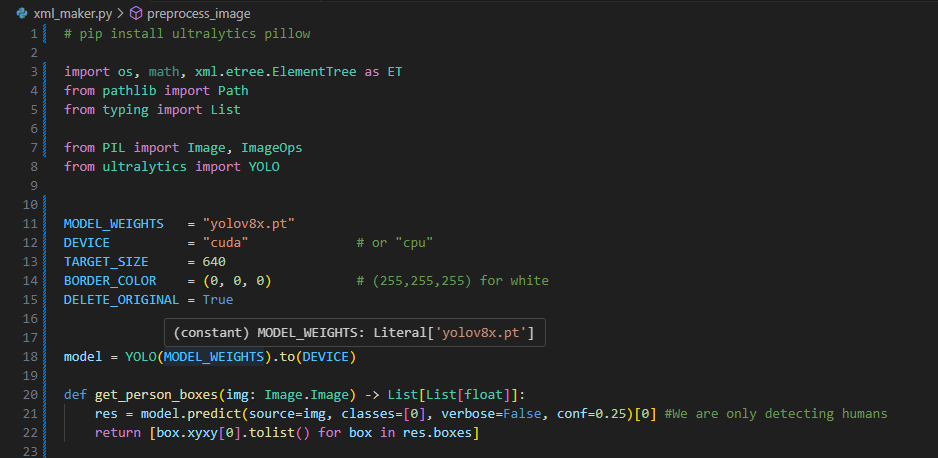 xml_maker.py > preprocess_image
1 # pip install ultralytics pillow
2
3 import os, math, xml.etree.ElementTree as ET
4 from pathlib import Path
5 from typing import List
6
7 from PIL import Image, ImageOps
8 from ultralytics import YOLO
9
10
11 MODEL_WEIGHTS   = "yolov8x.pt"
12 DEVICE          = "cuda"              # or "cpu"
13 TARGET_SIZE     = 640
14 BORDER_COLOR    = (0, 0, 0)           # (255,255,255) for white
15 DELETE_ORIGINAL = True
16
(constant) MODEL_WEIGHTS: Literal['yolov8x.pt']
17
18 model = YOLO(MODEL_WEIGHTS).to(DEVICE)
19
20 def get_person_boxes(img: Image.Image) -> List[List[float]]:
21     res = model.predict(source=img, classes=[0], verbose=False, conf=0.25)[0] #We are only detecting humans
22     return [box.xyxy[0].tolist() for box in res.boxes]
23